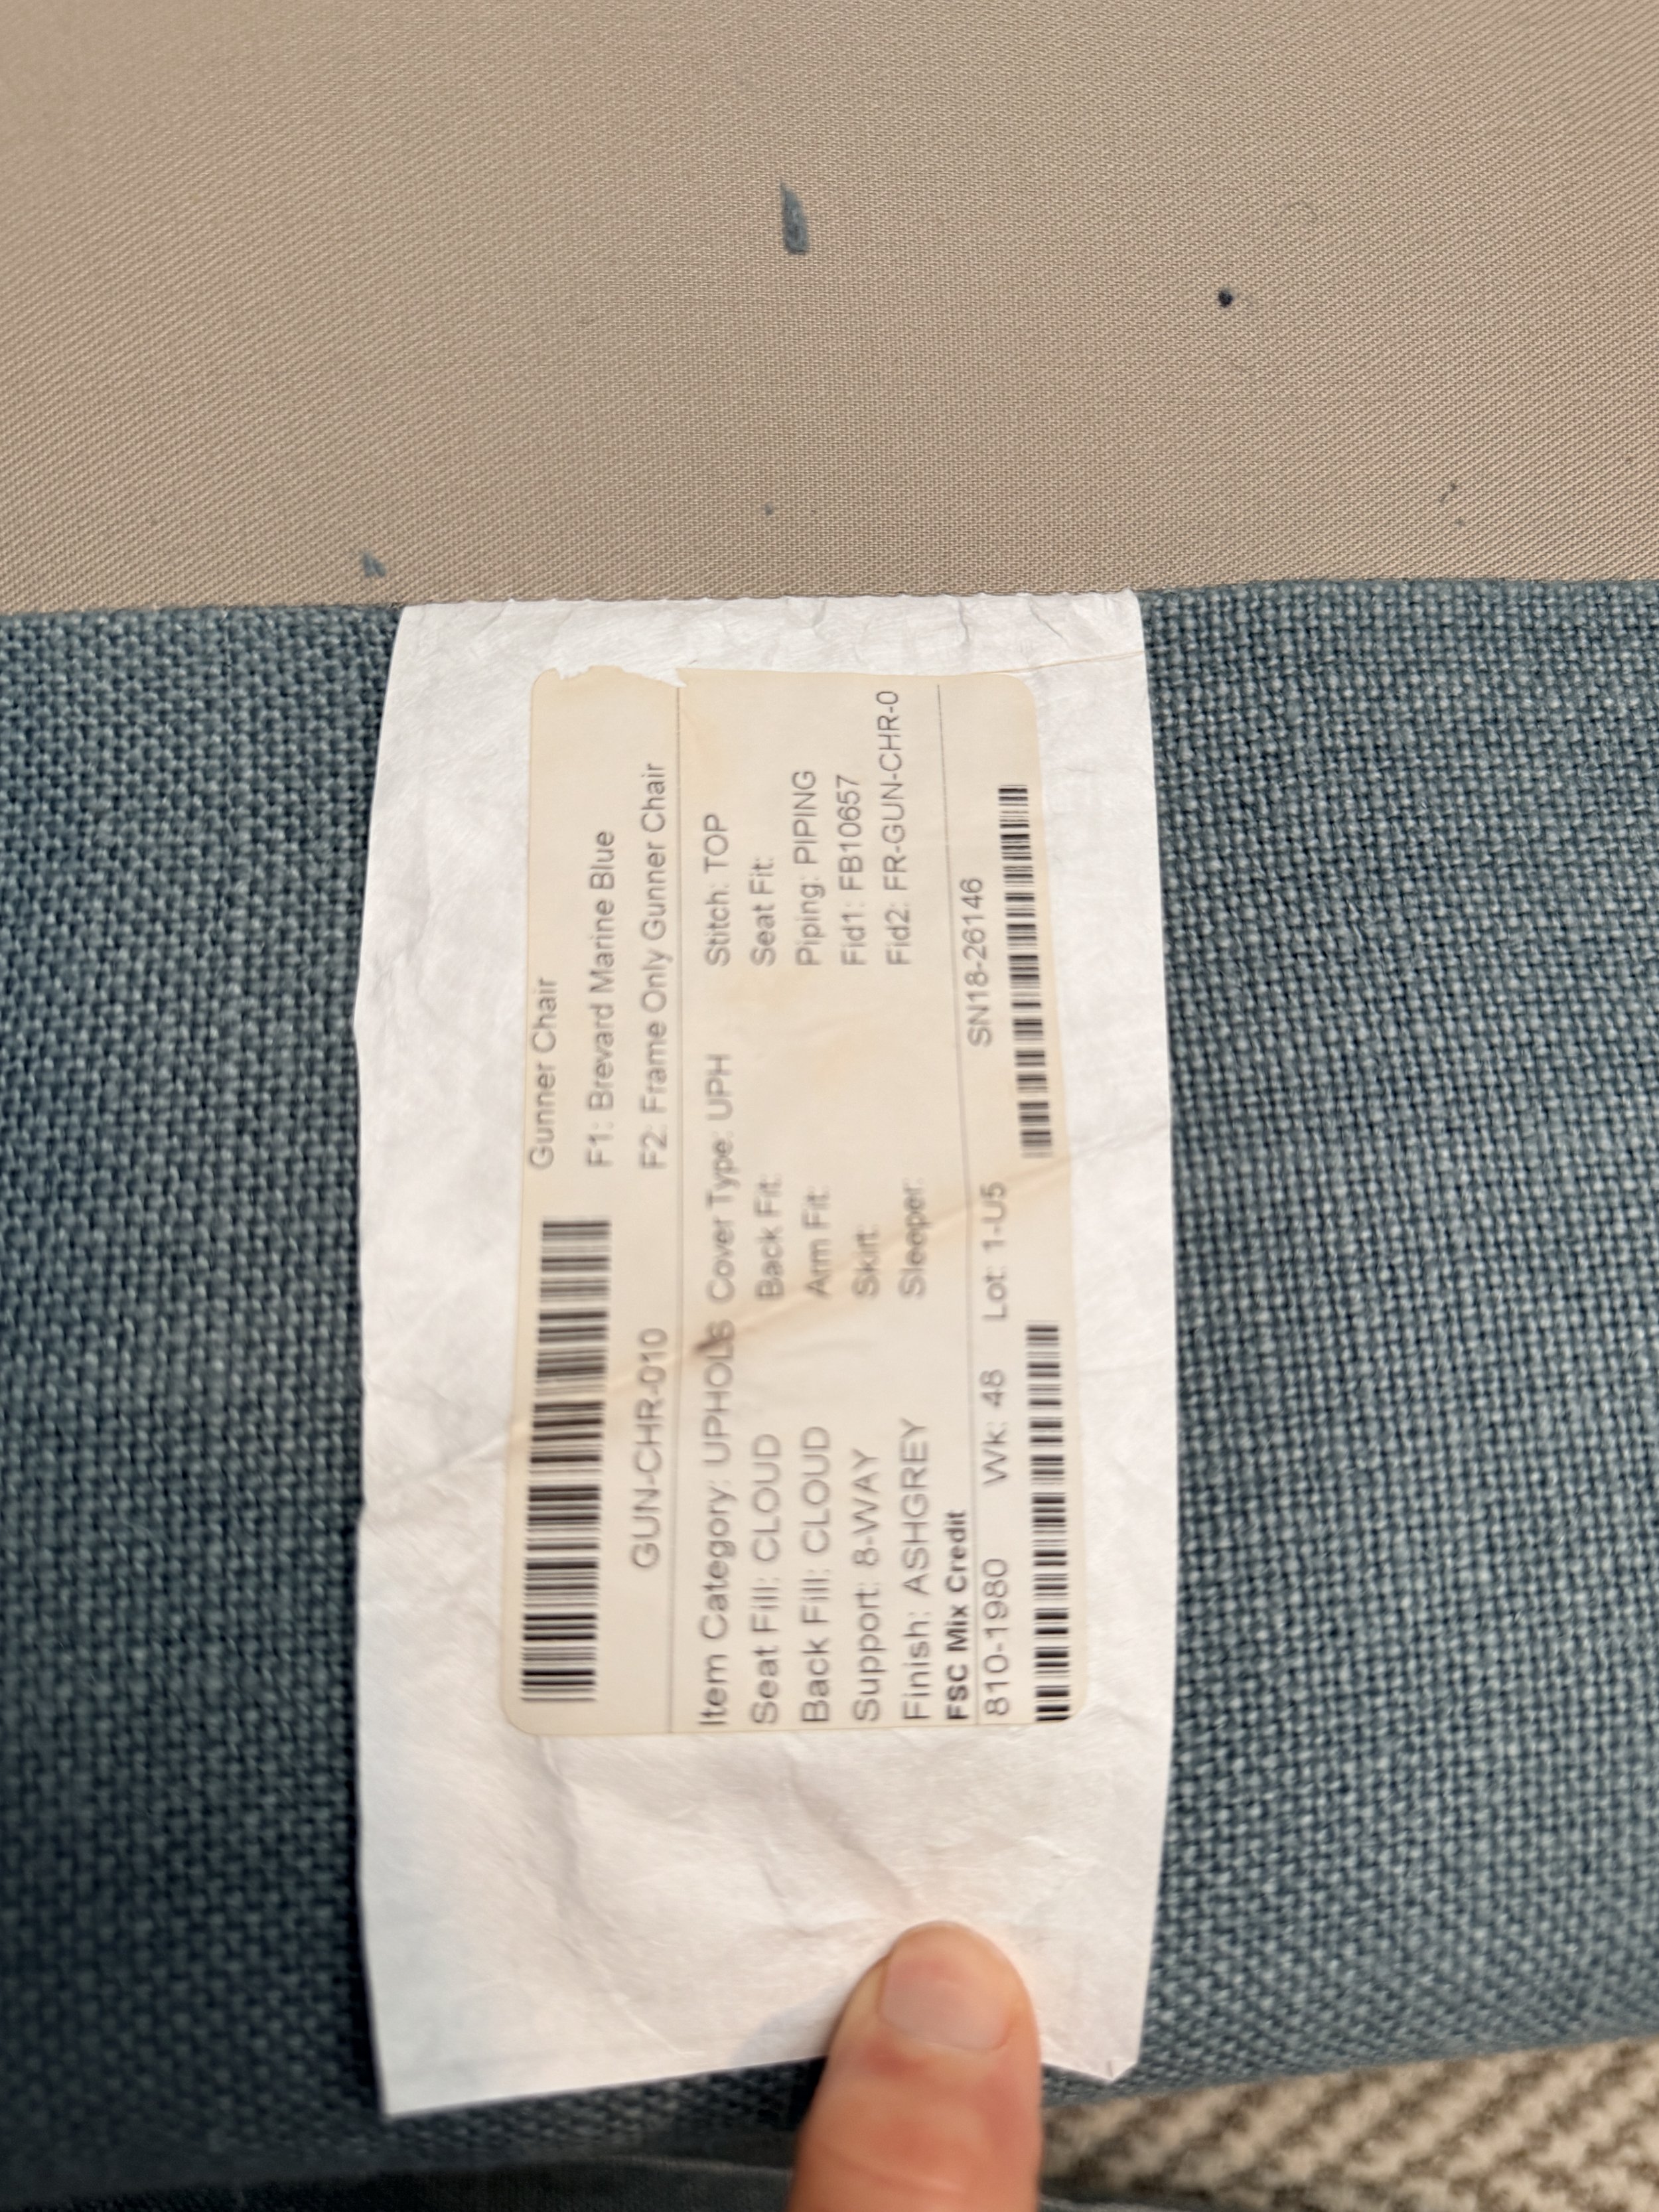 Gunner Chair
F1: Brevard Marine Blue
GUN-CHR-010 F2: Frame Only Gunner Chair
Item Category: UPHOLS Cover Type: UPH Stitch: TOP
Seat Fill: CLOUD Back Fit: Seat Fit:
Back Fill: CLOUD Arm Fit: Piping: PIPING
Support: 8-WAY Skirt: Fid1: FB10657
Finish: ASHGREY Sleeper: Fid2: FR-GUN-CHR-0
FSC Mix Credit
810-1980 Wk: 48 Lot: 1-U5 SN18-26146